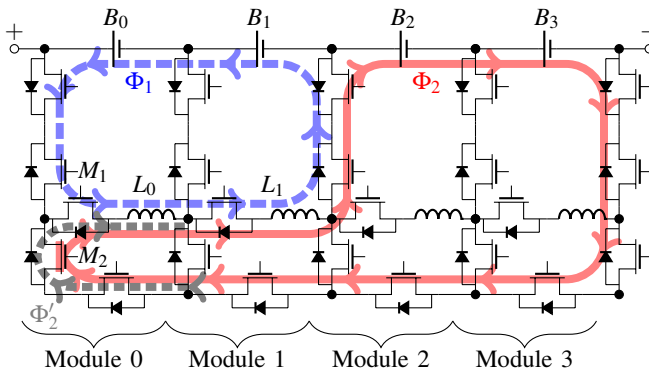 B₀ B₁ B₂ B₃
+ −
Φ₁ Φ₂
M₁ L₀ L₁
M₂
Φ′₂
Module 0 Module 1 Module 2 Module 3